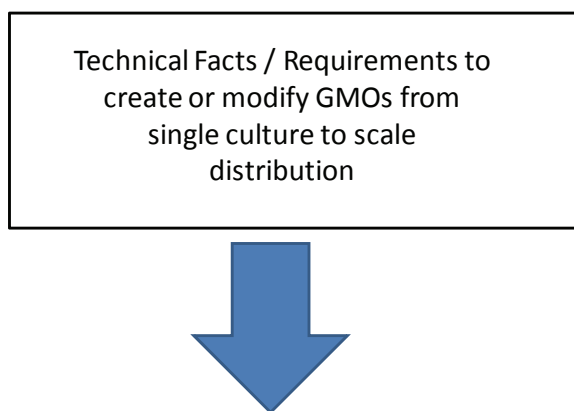 Technical Facts / Requirements to
create or modify GMOs from
single culture to scale
distribution